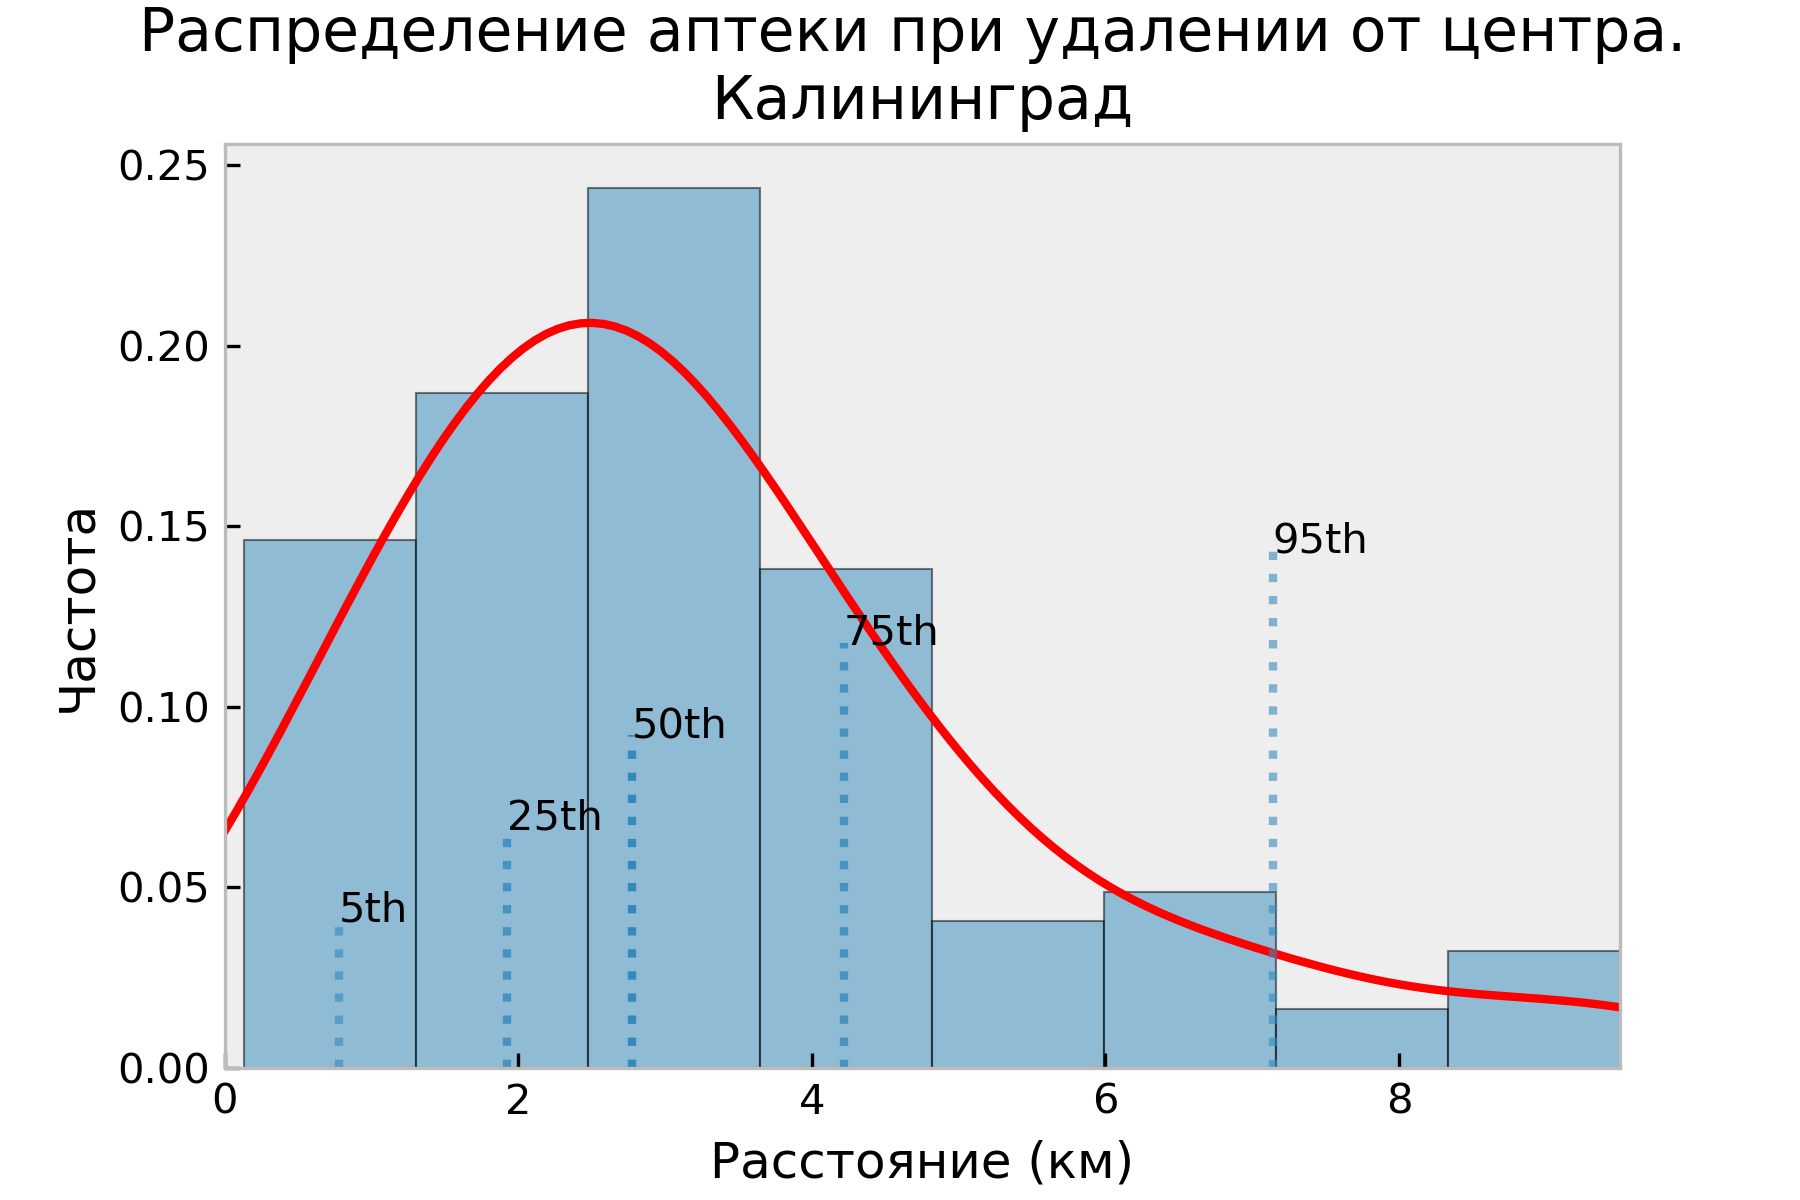 Распределение аптеки при удалении от центра.
Калининград
0.25
0.20
0.15
0.10
0.05
0.00
Частота
95th
75th
50th
25th
5th
0 2 4 6 8
Расстояние (км)